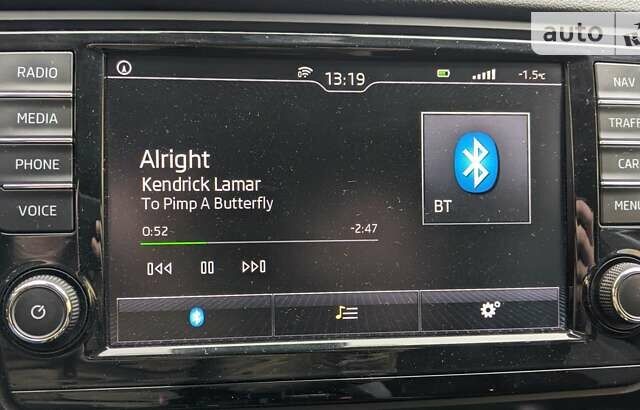 auto
RADIO
MEDIA
PHONE
VOICE
13:19
-1.5°C
Alright
Kendrick Lamar
To Pimp A Butterfly
0:52
-2:47
BT
NAV
TRAFF
CAR
MENU